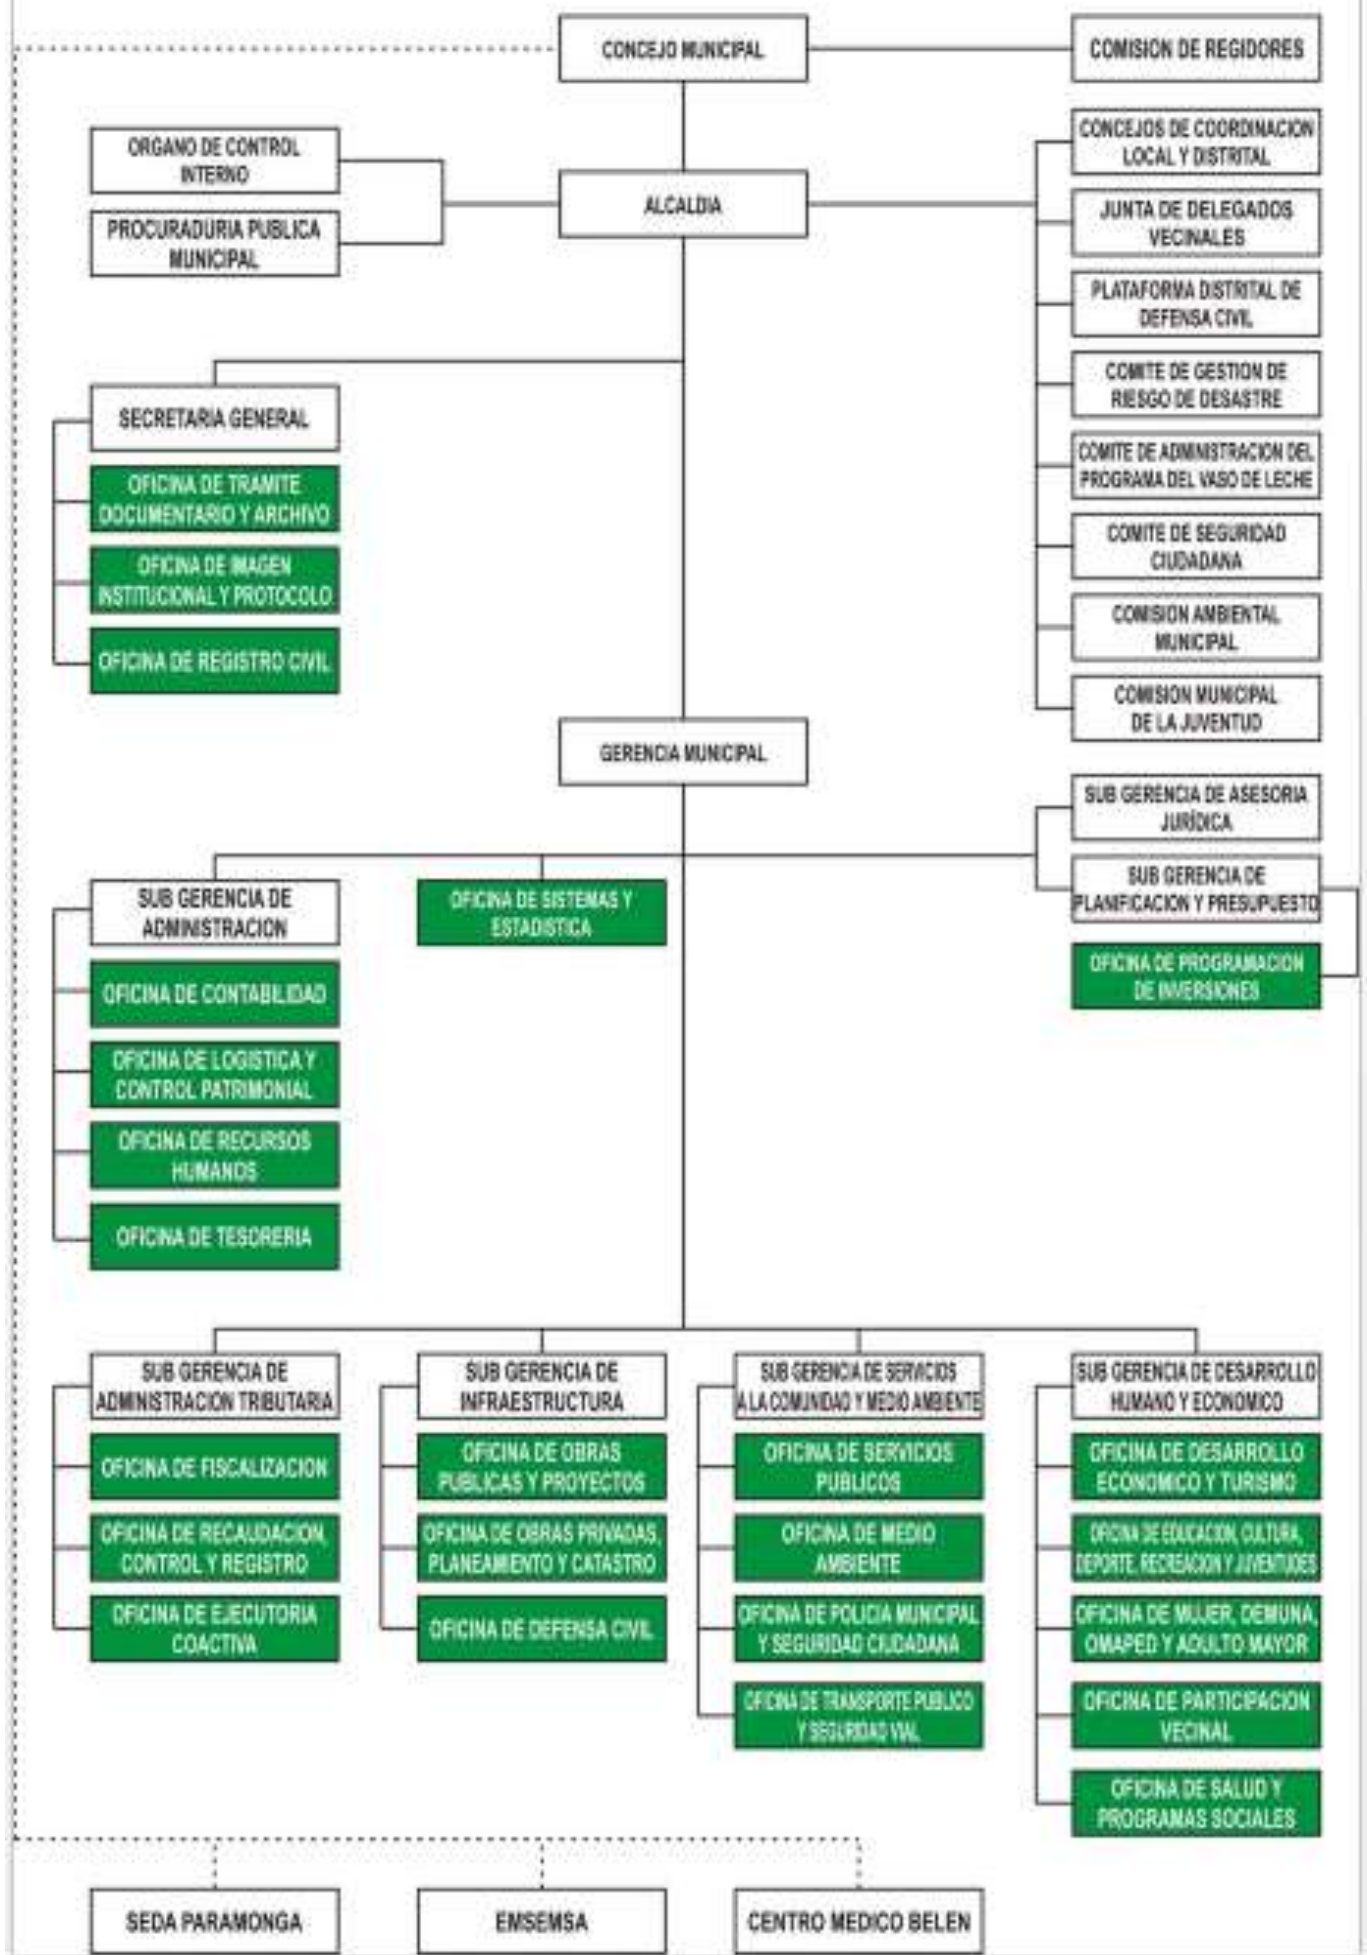 CONCEJO MUNICIPAL
COMISION DE REGIDORES
ORGANO DE CONTROL
INTERNO
PROCURADURIA PUBLICA
MUNICIPAL
ALCALDIA
CONCEJOS DE COORDINACION
LOCAL Y DISTRITAL
JUNTA DE DELEGADOS
VECINALES
PLATAFORMA DISTRITAL DE
DEFENSA CIVIL
COMITE DE GESTION DE
RIESGO DE DESASTRE
COMITE DE ADMINISTRACION DEL
PROGRAMA DEL VASO DE LECHE
COMITE DE SEGURIDAD
CIUDADANA
COMISION AMBIENTAL
MUNICIPAL
COMISION MUNICIPAL
DE LA JUVENTUD
SECRETARIA GENERAL
OFICINA DE TRAMITE
DOCUMENTARIO Y ARCHIVO
OFICINA DE IMAGEN
INSTITUCIONAL Y PROTOCOLO
OFICINA DE REGISTRO CIVIL
GERENCIA MUNICIPAL
SUB GERENCIA DE ASESORIA
JURÍDICA
SUB GERENCIA DE
PLANIFICACION Y PRESUPUESTO
OFICINA DE PROGRAMACION
DE INVERSIONES
SUB GERENCIA DE
ADMINISTRACION
OFICINA DE CONTABILIDAD
OFICINA DE LOGISTICA Y
CONTROL PATRIMONIAL
OFICINA DE RECURSOS
HUMANOS
OFICINA DE TESORERIA
OFICINA DE SISTEMAS Y
ESTADISTICA
SUB GERENCIA DE
ADMINISTRACION TRIBUTARIA
OFICINA DE FISCALIZACION
OFICINA DE RECAUDACION,
CONTROL Y REGISTRO
OFICINA DE EJECUTORIA
COACTIVA
SUB GERENCIA DE
INFRAESTRUCTURA
OFICINA DE OBRAS
PUBLICAS Y PROYECTOS
OFICINA DE OBRAS PRIVADAS,
PLANEAMIENTO Y CATASTRO
OFICINA DE DEFENSA CIVIL
SUB GERENCIA DE SERVICIOS
A LA COMUNIDAD Y MEDIO AMBIENTE
OFICINA DE SERVICIOS
PUBLICOS
OFICINA DE MEDIO
AMBIENTE
OFICINA DE POLICIA MUNICIPAL
Y SEGURIDAD CIUDADANA
OFICINA DE TRANSPORTE PUBLICO
Y SEGURIDAD VIAL
SUB GERENCIA DE DESARROLLO
HUMANO Y ECONOMICO
OFICINA DE DESARROLLO
ECONOMICO Y TURISMO
OFICINA DE EDUCACION, CULTURA,
DEPORTE, RECREACION Y JUVENTUDES
OFICINA DE MUJER, DEMUNA,
OMAPED Y ADULTO MAYOR
OFICINA DE PARTICIPACION
VECINAL
OFICINA DE SALUD Y
PROGRAMAS SOCIALES
SEDA PARAMONGA
EMSEMSA
CENTRO MEDICO BELEN